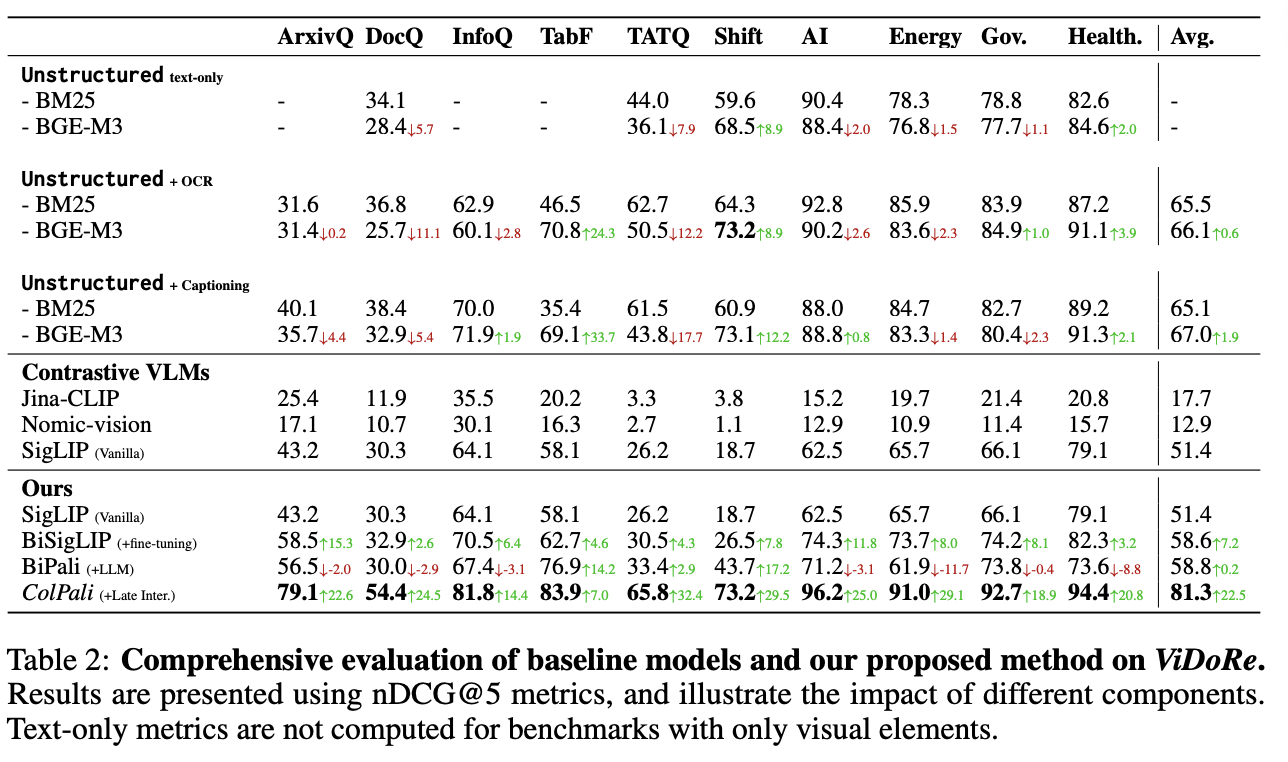 ArxivQ DocQ InfoQ TabF TATQ Shift AI Energy Gov. Health. Avg.
Unstructured text-only
- BM25 - 34.1 - - 44.0 59.6 90.4 78.3 78.8 82.6 -
- BGE-M3 - 28.4↓5.7 - - 36.1↓7.9 68.5↑8.9 88.4↓2.0 76.8↓1.5 77.7↓1.1 84.6↑2.0 -
Unstructured + OCR
- BM25 31.6 36.8 62.9 46.5 62.7 64.3 92.8 85.9 83.9 87.2 65.5
- BGE-M3 31.4↓0.2 25.7↓11.1 60.1↓2.8 70.8↑24.3 50.5↓12.2 73.2↑8.9 90.2↓2.6 83.6↓2.3 84.9↑1.0 91.1↑3.9 66.1↑0.6
Unstructured + Captioning
- BM25 40.1 38.4 70.0 35.4 61.5 60.9 88.0 84.7 82.7 89.2 65.1
- BGE-M3 35.7↓4.4 32.9↓5.4 71.9↑1.9 69.1↑33.7 43.8↓17.7 73.1↑12.2 88.8↑0.8 83.3↓1.4 80.4↓2.3 91.3↑2.1 67.0↑1.9
Contrastive VLMs
Jina-CLIP 25.4 11.9 35.5 20.2 3.3 3.8 15.2 19.7 21.4 20.8 17.7
Nomic-vision 17.1 10.7 30.1 16.3 2.7 1.1 12.9 10.9 11.4 15.7 12.9
SigLIP (Vanilla) 43.2 30.3 64.1 58.1 26.2 18.7 62.5 65.7 66.1 79.1 51.4
Ours
SigLIP (Vanilla) 43.2 30.3 64.1 58.1 26.2 18.7 62.5 65.7 66.1 79.1 51.4
BiSigLIP (+fine-tuning) 58.5↑15.3 32.9↑2.6 70.5↑6.4 62.7↑4.6 30.5↑4.3 26.5↑7.8 74.3↑11.8 73.7↑8.0 74.2↑8.1 82.3↑3.2 58.6↑7.2
BiPali (+LLM) 56.5↓-2.0 30.0↓-2.9 67.4↓-3.1 76.9↑14.2 33.4↑2.9 43.7↑17.2 71.2↓-3.1 61.9↓-11.7 73.8↓-0.4 73.6↓-8.8 58.8↑0.2
ColPali (+Late Inter.) 79.1↑22.6 54.4↑24.5 81.8↑14.4 83.9↑7.0 65.8↑32.4 73.2↑29.5 96.2↑25.0 91.0↑29.1 92.7↑18.9 94.4↑20.8 81.3↑22.5
Table 2: Comprehensive evaluation of baseline models and our proposed method on ViDoRe.
Results are presented using nDCG@5 metrics, and illustrate the impact of different components.
Text-only metrics are not computed for benchmarks with only visual elements.